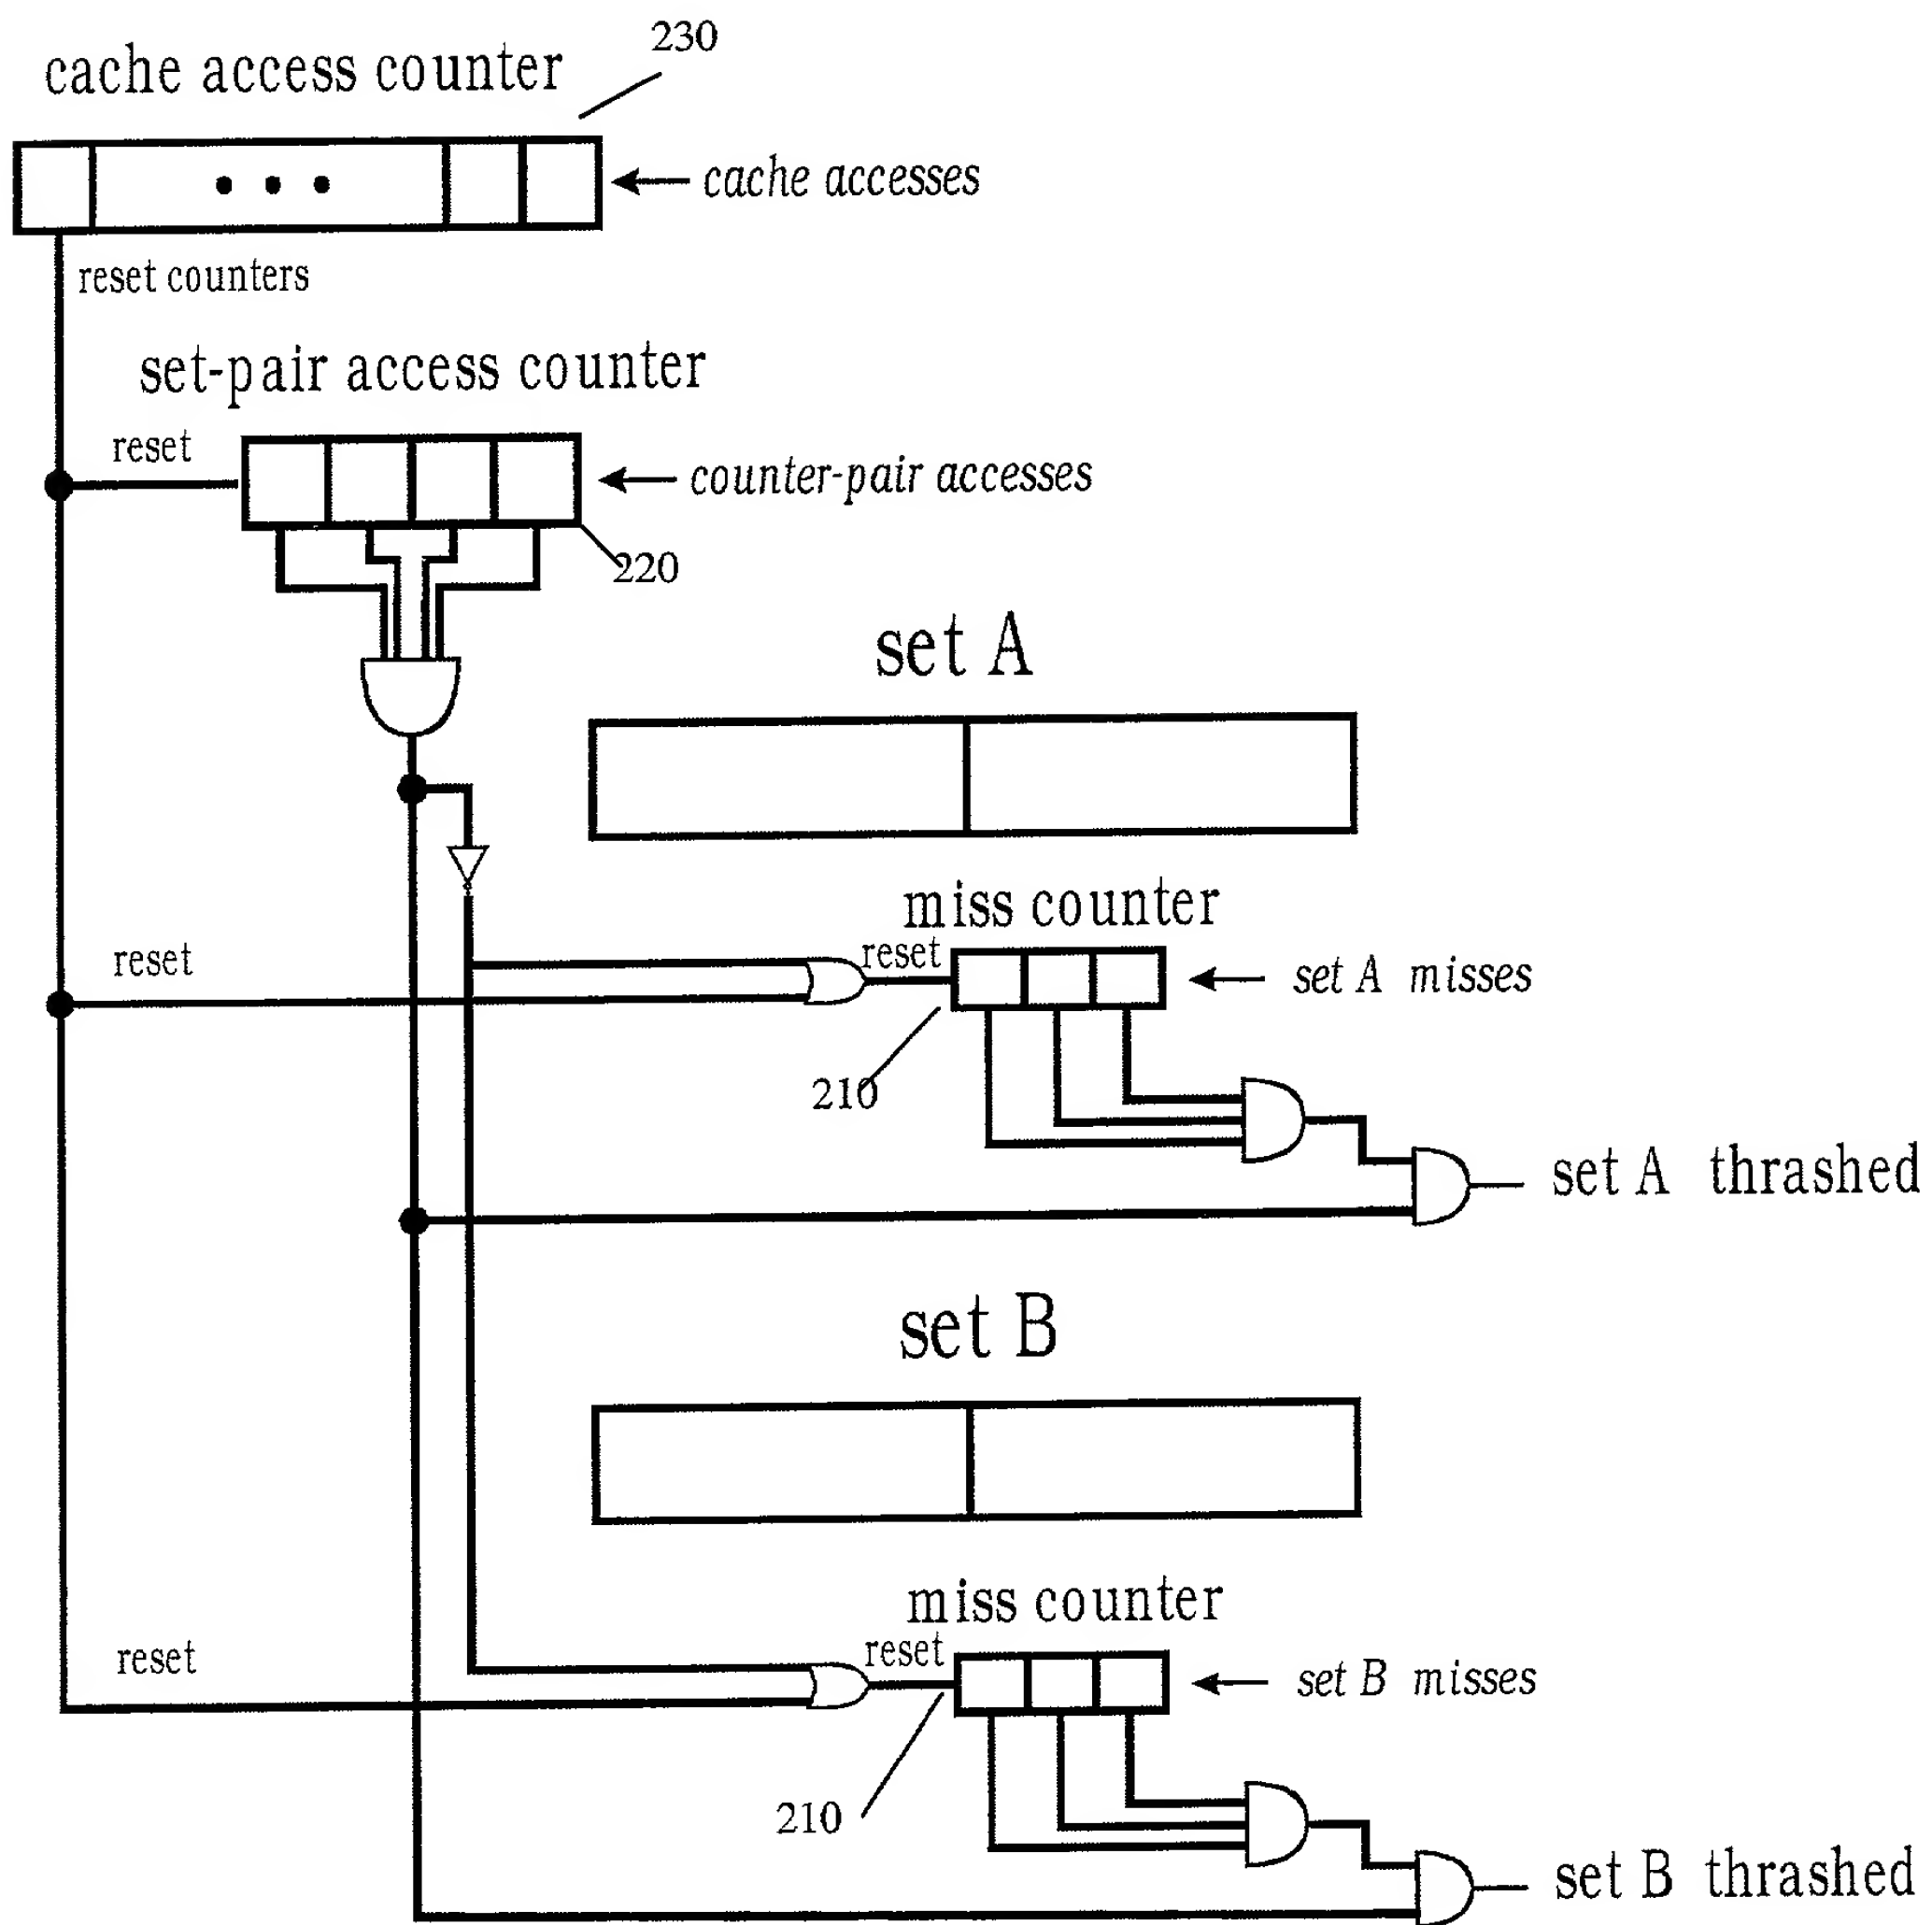 230
cache access counter
cache accesses
reset counters
set-pair access counter
reset
counter-pair accesses
220
set A
miss counter
reset
reset
set A misses
210
set A thrashed
set B
miss counter
reset
reset
set B misses
210
set B thrashed